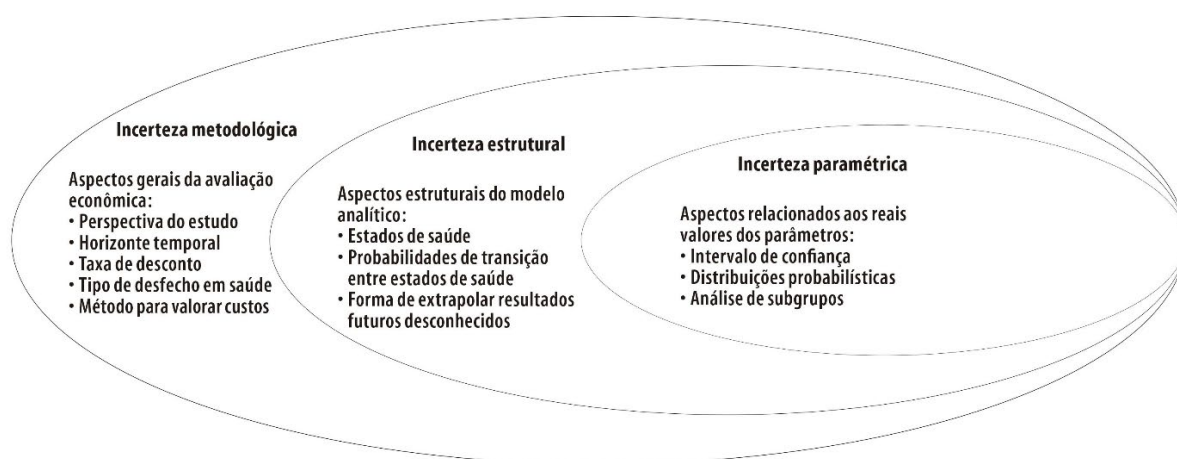 Incerteza metodológica
Aspectos gerais da avaliação
econômica:
• Perspectiva do estudo
• Horizonte temporal
• Taxa de desconto
• Tipo de desfecho em saúde
• Método para valorar custos
Incerteza estrutural
Aspectos estruturais do modelo
analítico:
• Estados de saúde
• Probabilidades de transição
entre estados de saúde
• Forma de extrapolar resultados
futuros desconhecidos
Incerteza paramétrica
Aspectos relacionados aos reais
valores dos parâmetros:
• Intervalo de confiança
• Distribuições probabilísticas
• Análise de subgrupos